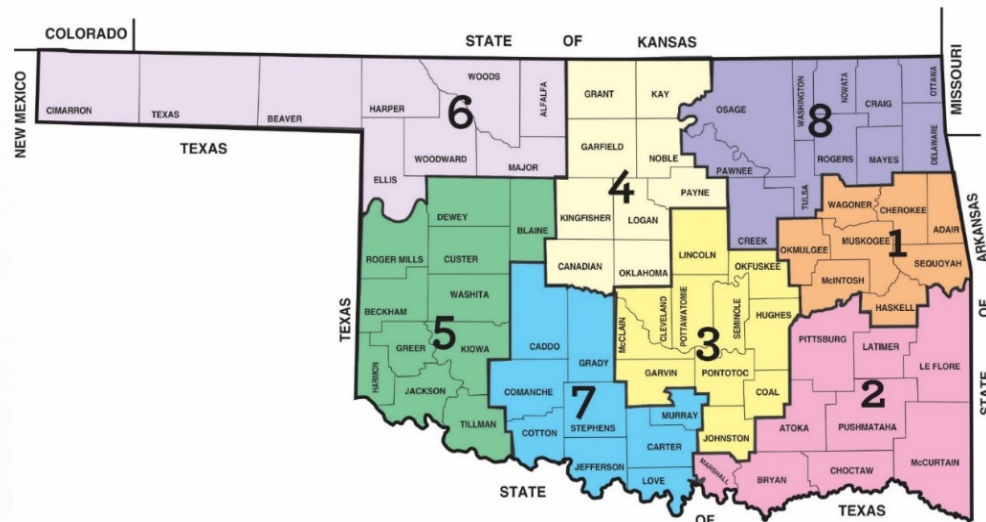 COLORADO
STATE OF KANSAS
MISSOURI
NEW MEXICO
CIMARRON
TEXAS
BEAVER
HARPER
WOODS
ALFALFA
6
WOODWARD
MAJOR
ELLIS
TEXAS
GRANT
KAY
GARFIELD
NOBLE
4
PAYNE
KINGFISHER
LOGAN
CANADIAN
OKLAHOMA
OSAGE
WASHINGTON
NOWATA
CRAIG
OTTAWA
8
PAWNEE
ROGERS
MAYES
DELAWARE
TULSA
CREEK
WAGONER
CHEROKEE
ADAIR
1
OKMULGEE
MUSKOGEE
SEQUOYAH
McINTOSH
HASKELL
ARKANSAS
OF
STATE
DEWEY
BLAINE
ROGER MILLS
CUSTER
WASHITA
BECKHAM
5
GREER
KIOWA
HARMON
JACKSON
TILLMAN
TEXAS
CADDO
GRADY
COMANCHE
7
STEPHENS
COTTON
MURRAY
CARTER
JEFFERSON
LOVE
LINCOLN
OKFUSKEE
McCLAIN
CLEVELAND
POTTAWATOMIE
SEMINOLE
HUGHES
3
GARVIN
PONTOTOC
COAL
JOHNSTON
PITTSBURG
LATIMER
LE FLORE
2
ATOKA
PUSHMATAHA
McCURTAIN
MARSHALL
BRYAN
CHOCTAW
STATE
OF
TEXAS